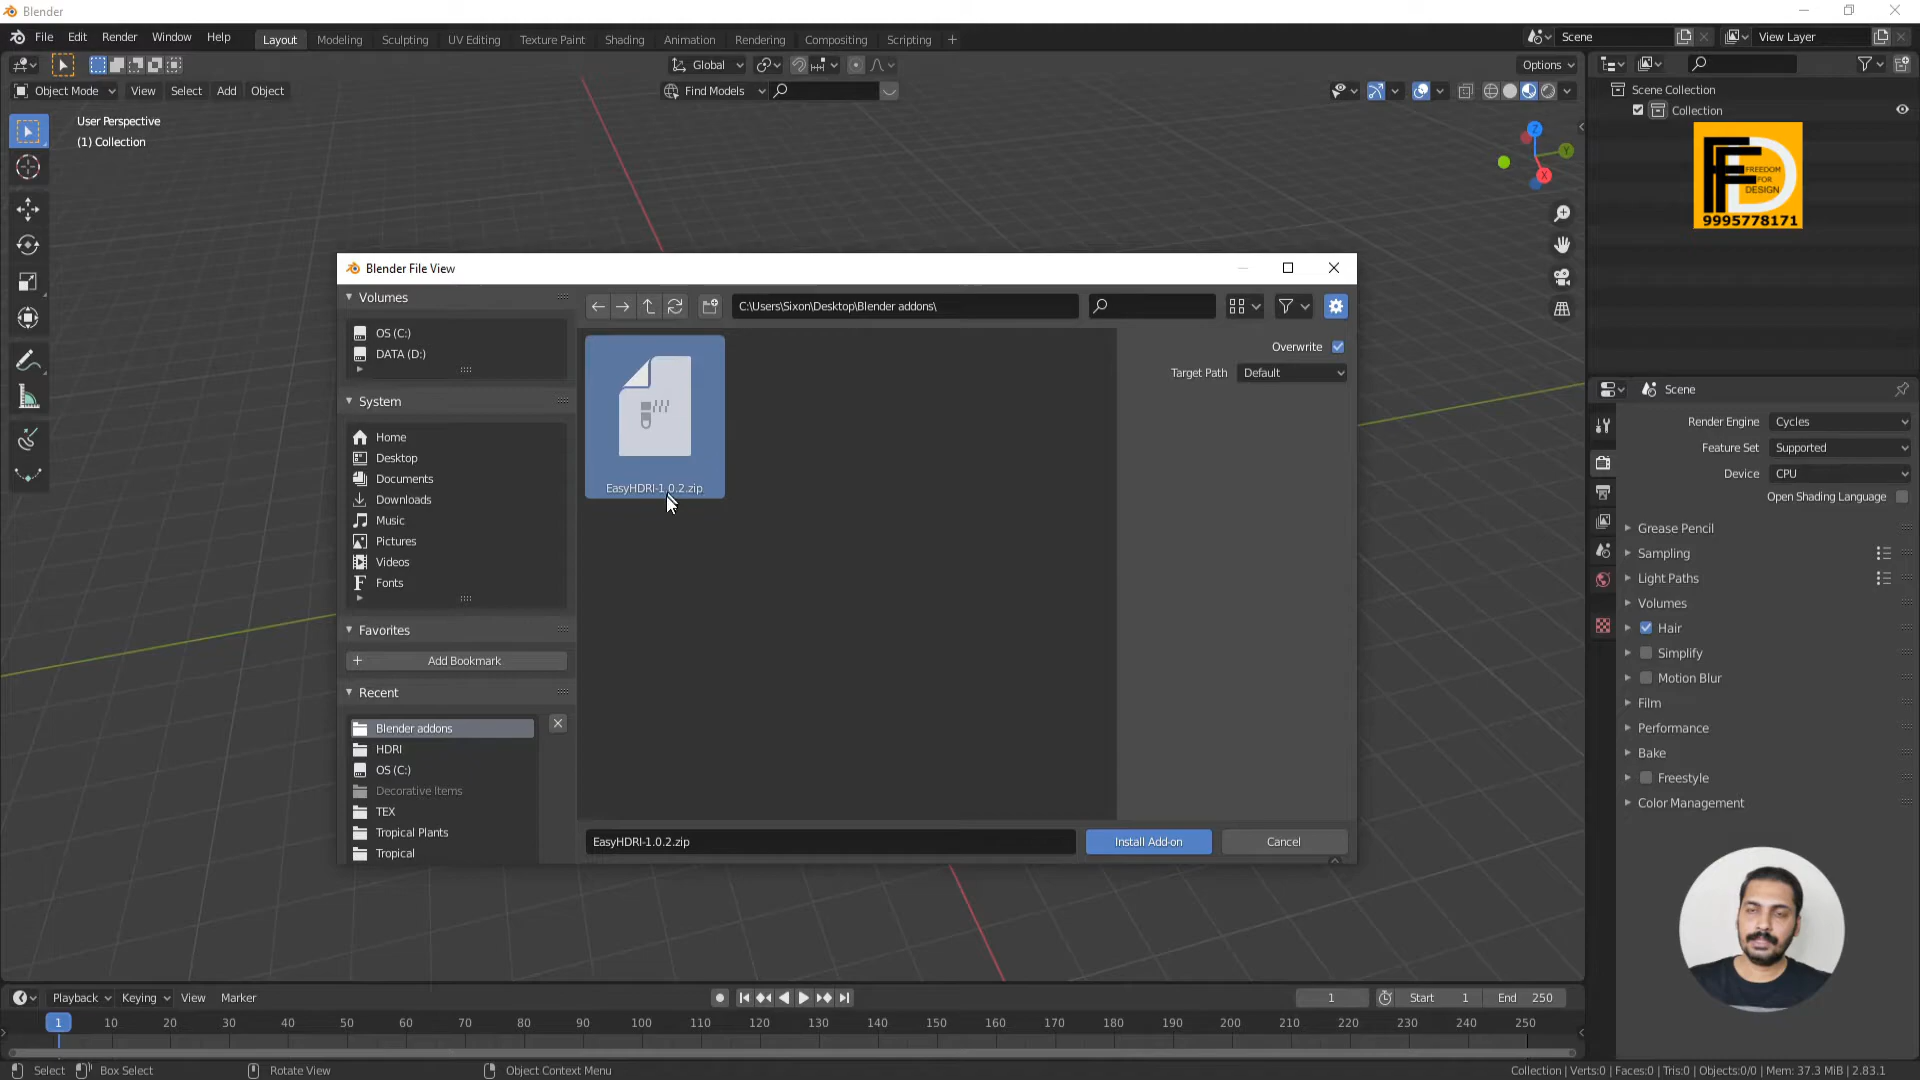 Blender
File Edit Render Window Help
Layout Modeling Sculpting UV Editing Texture Paint Shading Animation Rendering Compositing Scripting +
Scene View Layer
Global Options
Object Mode View Select Add Object Find Models
User Perspective
(1) Collection
Z
Y
X
Scene Collection
Collection
FREEDOM
FOR
DESIGN
9995778171
Blender File View
Volumes
OS (C:)
DATA (D:)
System
Home
Desktop
Documents
Downloads
Music
Pictures
Videos
Fonts
Favorites
+ Add Bookmark
Recent
Blender addons
HDRI
OS (C:)
Decorative Items
TEX
Tropical Plants
Tropical
C:\Users\Sixon\Desktop\Blender addons\
EasyHDRI-1.0.2.zip
Overwrite
Target Path Default
EasyHDRI-1.0.2.zip
Install Add-on Cancel
Scene
Render Engine Cycles
Feature Set Supported
Device CPU
Open Shading Language
Grease Pencil
Sampling
Light Paths
Volumes
Hair
Simplify
Motion Blur
Film
Performance
Bake
Freestyle
Color Management
Playback Keying View Marker
1 Start 1 End 250
1 10 20 30 40 50 60 70 80 90 100 110 120 130 140 150 160 170 180 190 200 210 220 230 240 250
Select Box Select Rotate View Object Context Menu
Collection | Verts:0 | Faces:0 | Tris:0 | Objects:0/0 | Mem: 37.3 MiB | 2.83.1